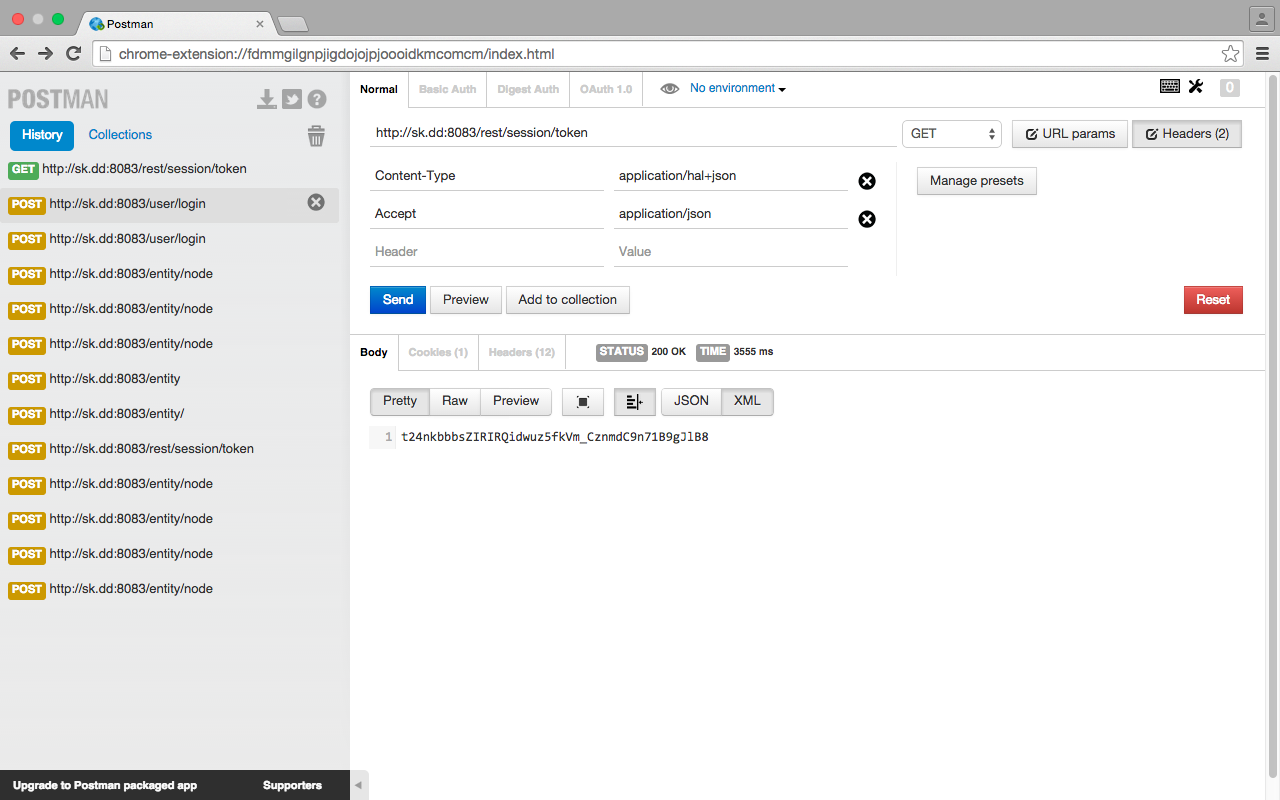 Postman
chrome-extension://fdmmgilgnpjigdojojpjoooidkmcomcm/index.html
POSTMAN
History Collections
GET http://sk.dd:8083/rest/session/token
POST http://sk.dd:8083/user/login
POST http://sk.dd:8083/user/login
POST http://sk.dd:8083/entity/node
POST http://sk.dd:8083/entity/node
POST http://sk.dd:8083/entity/node
POST http://sk.dd:8083/entity
POST http://sk.dd:8083/entity/
POST http://sk.dd:8083/rest/session/token
POST http://sk.dd:8083/entity/node
POST http://sk.dd:8083/entity/node
POST http://sk.dd:8083/entity/node
POST http://sk.dd:8083/entity/node
Upgrade to Postman packaged app Supporters
Normal Basic Auth Digest Auth OAuth 1.0 No environment 0
http://sk.dd:8083/rest/session/token GET URL params Headers (2)
Content-Type application/hal+json Manage presets
Accept application/json
Header Value
Send Preview Add to collection Reset
Body Cookies (1) Headers (12) STATUS 200 OK TIME 3555 ms
Pretty Raw Preview JSON XML
1 t24nkbbbsZIRIRQidwuz5fkVm_CznmdC9n71B9gJlB8